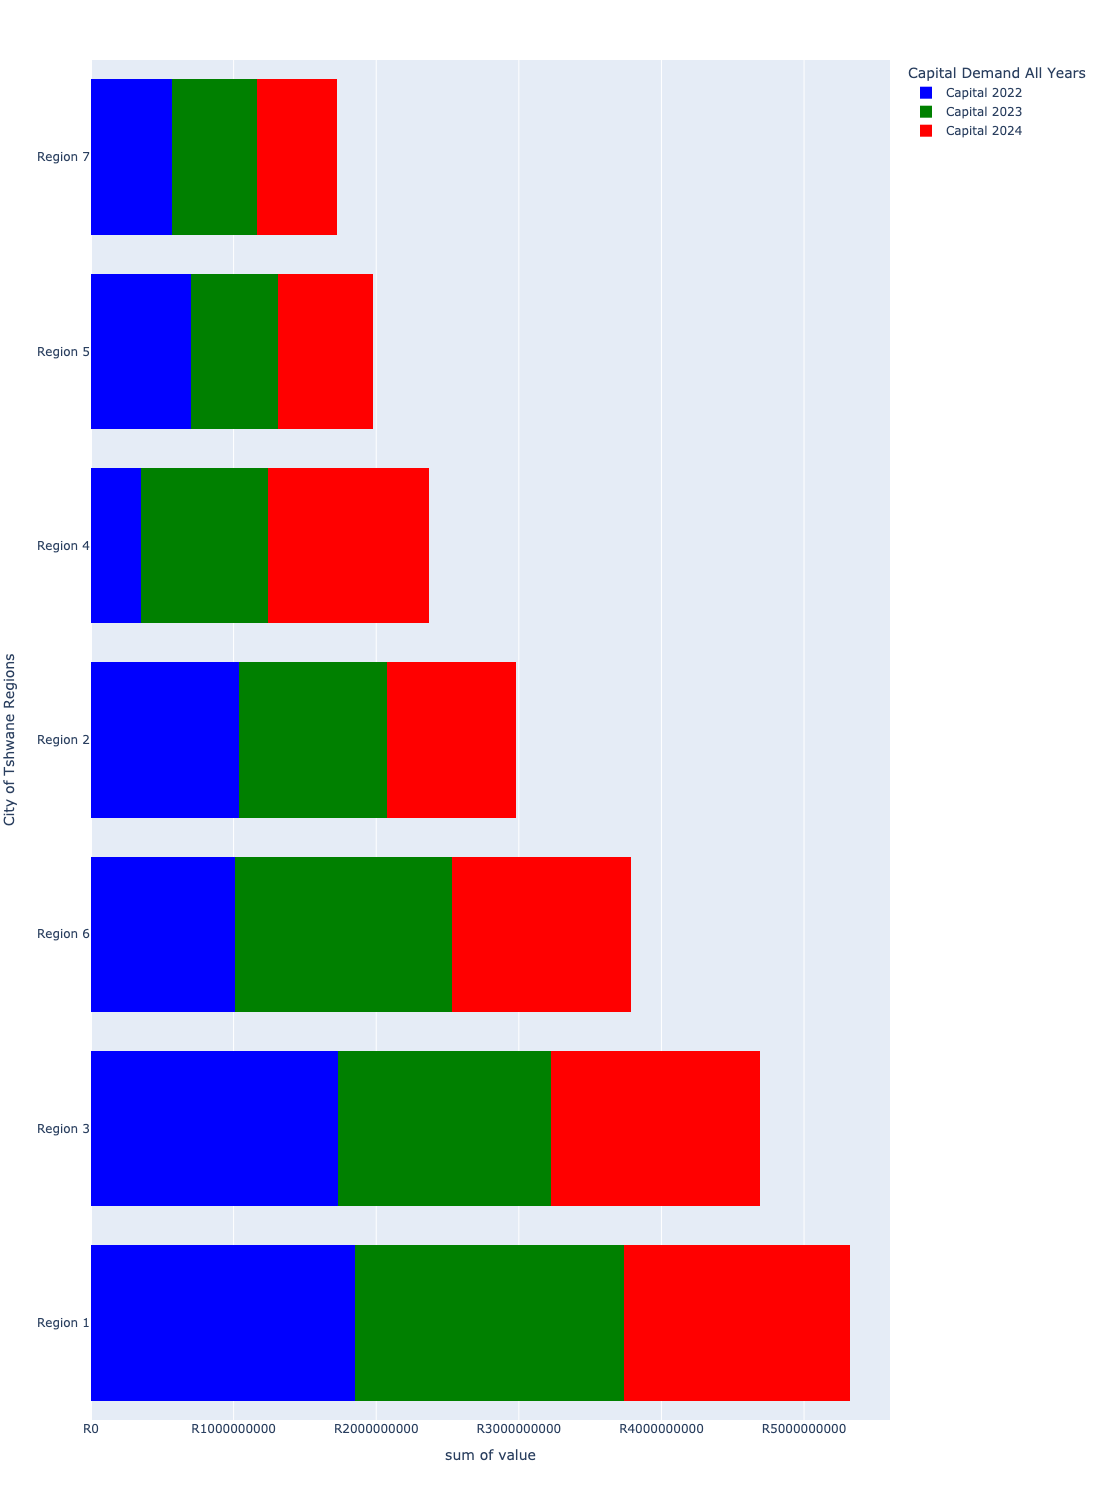 Capital Demand All Years
Capital 2022
Capital 2023
Capital 2024
Region 7
Region 5
Region 4
Region 2
Region 6
Region 3
Region 1
City of Tshwane Regions
R0
R1000000000
R2000000000
R3000000000
R4000000000
R5000000000
sum of value